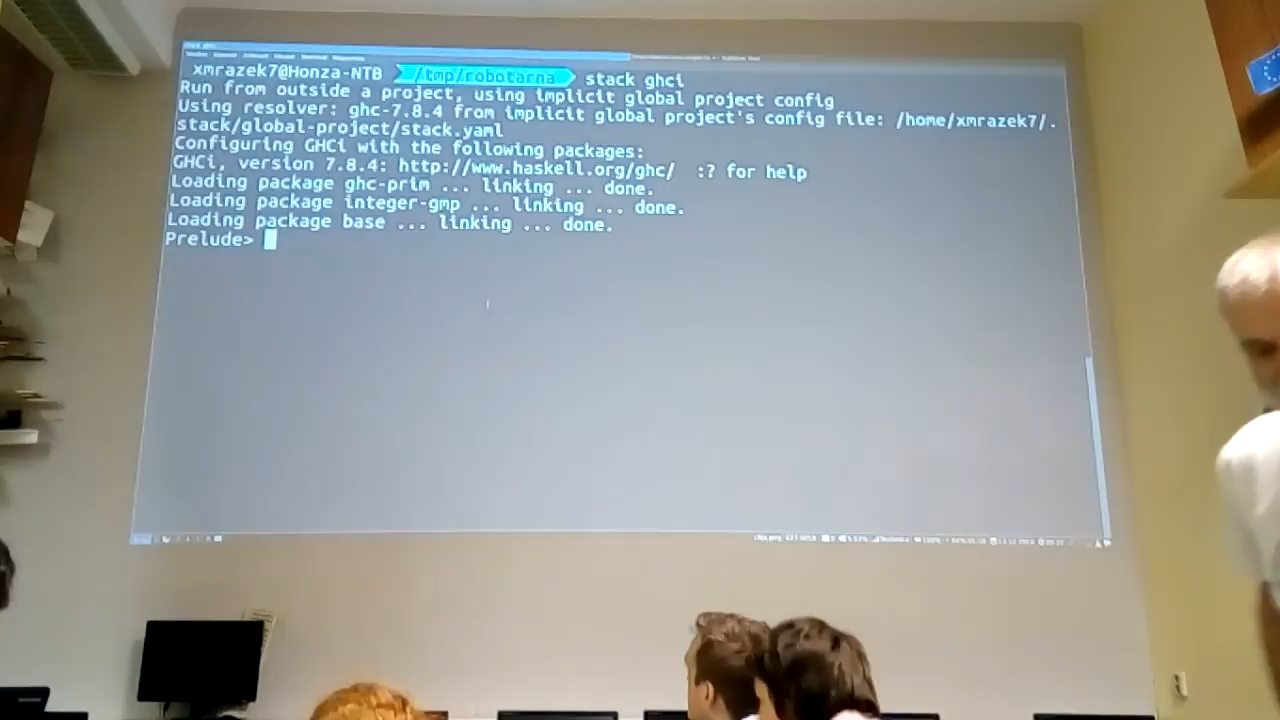 xmrazek7@Honza-NTB /tmp/robotarna stack ghci
Run from outside a project, using implicit global project config
Using resolver: ghc-7.8.4 from implicit global project's config file: /home/xmrazek7/.
stack/global-project/stack.yaml
Configuring GHCi with the following packages:
GHCi, version 7.8.4: http://www.haskell.org/ghc/  :? for help
Loading package ghc-prim ... linking ... done.
Loading package integer-gmp ... linking ... done.
Loading package base ... linking ... done.
Prelude>